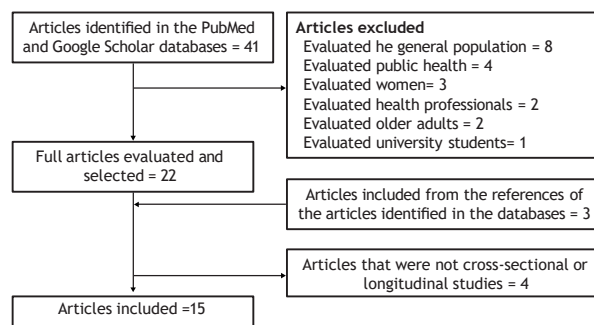 Articles identified in the PubMed
and Google Scholar databases = 41
Articles excluded
Evaluated he general population = 8
Evaluated public health = 4
Evaluated women= 3
Evaluated health professionals = 2
Evaluated older adults = 2
Evaluated university students= 1
Full articles evaluated and
selected = 22
Articles included from the references of
the articles identified in the databases = 3
Articles that were not cross-sectional or
longitudinal studies = 4
Articles included =15